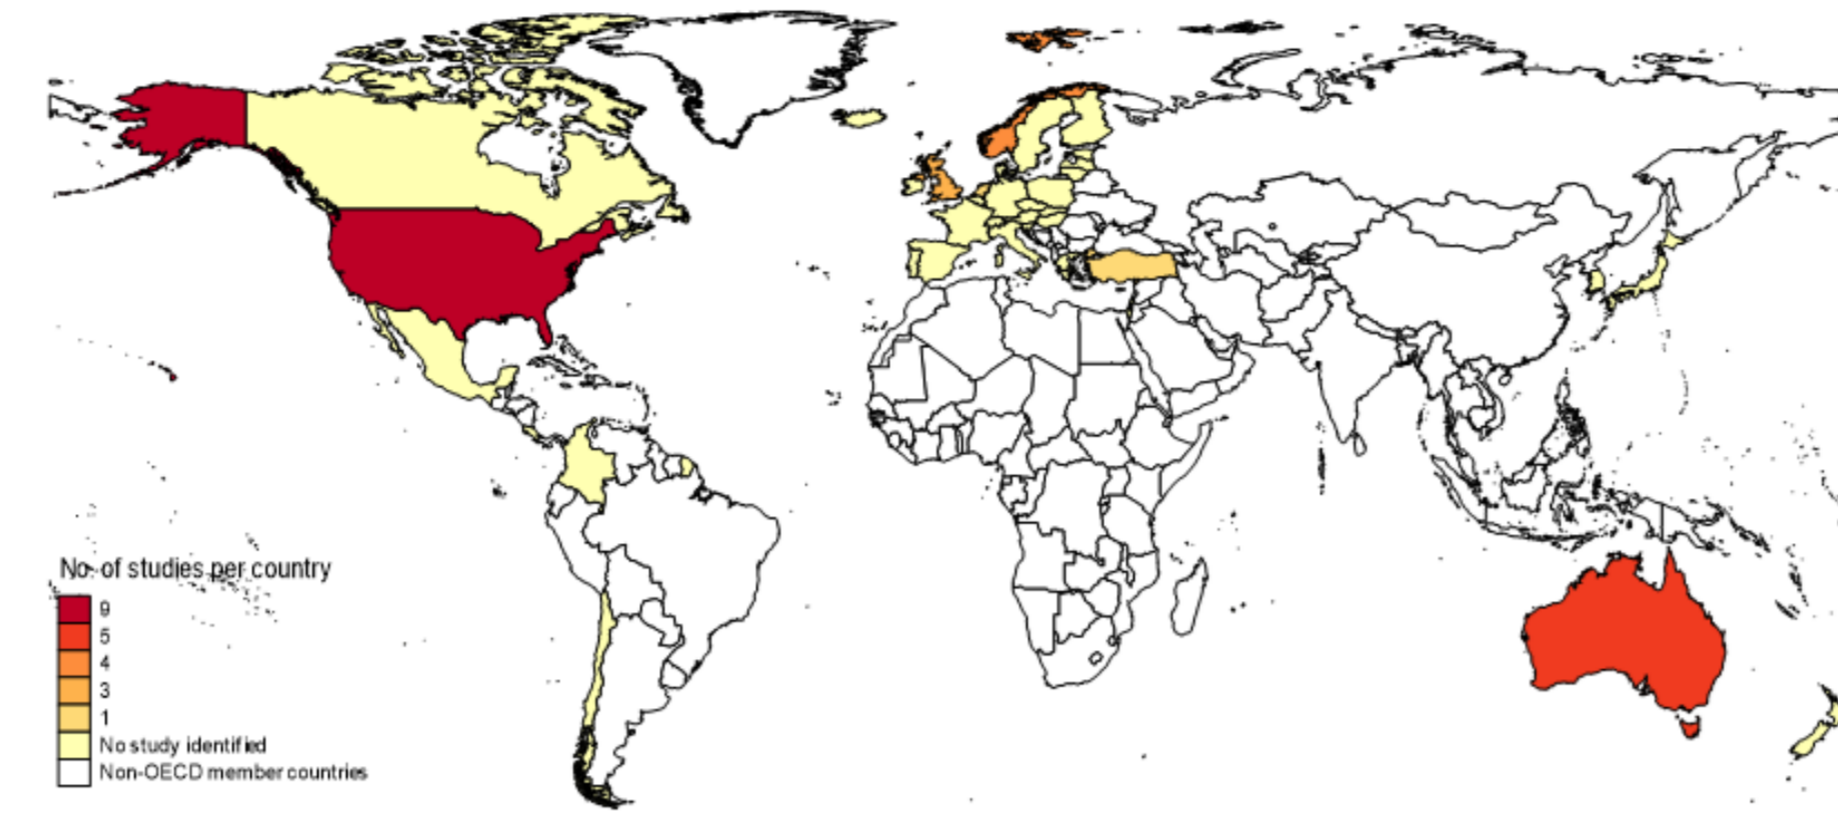 No. of studies per country
9
5
4
3
1
No study identified
Non-OECD member countries